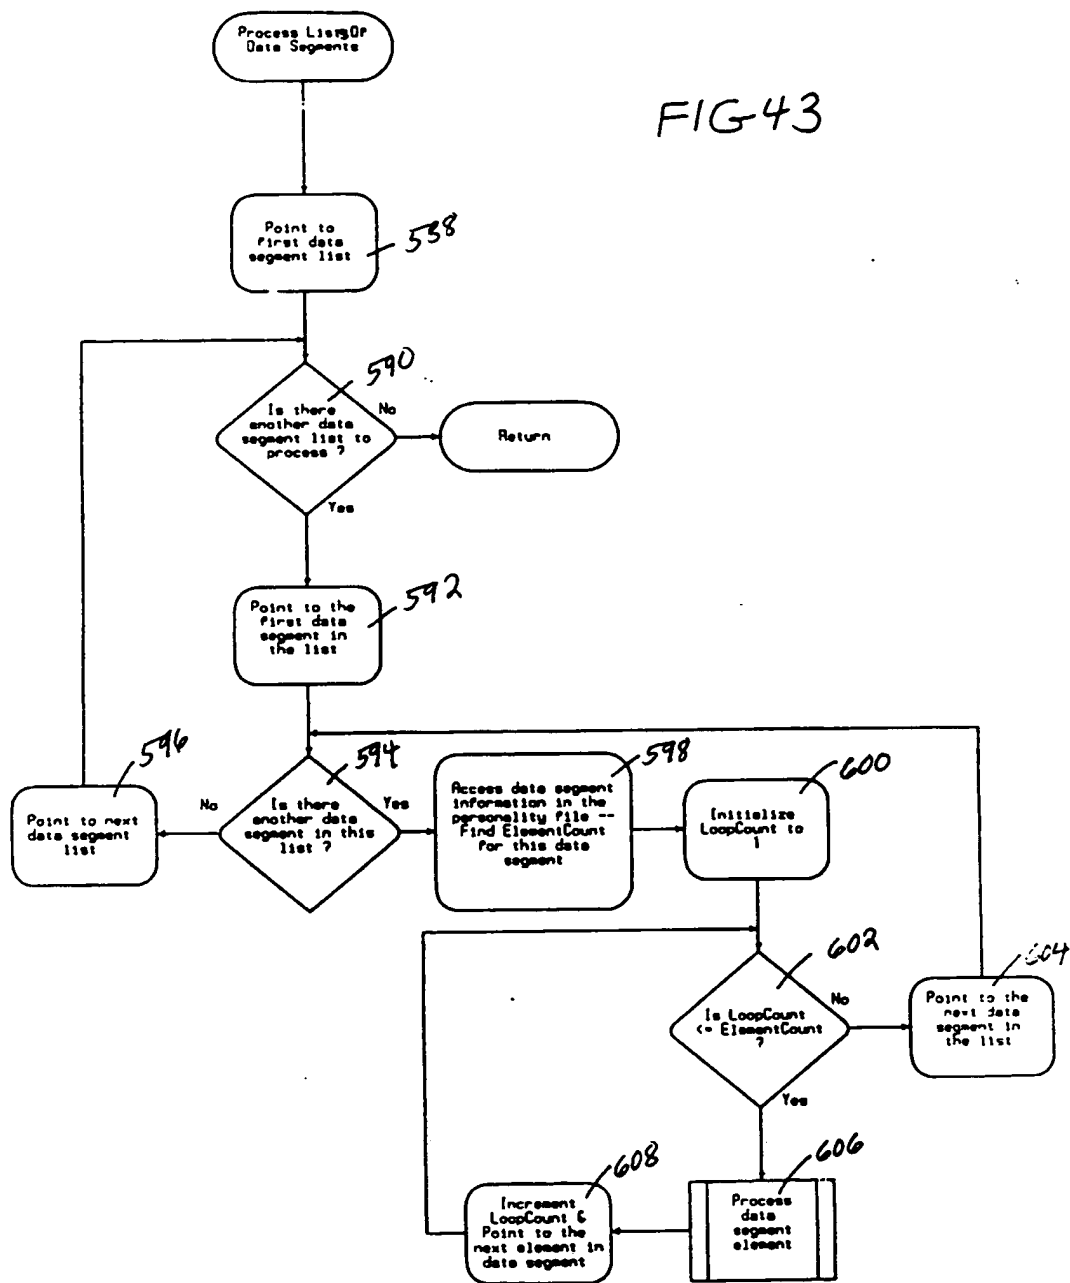 Process ListsOf
Data Segments
FIG 43
Point to
first data
segment list
538
590
Is there
another data
segment list to
process ?
No
Return
Yes
592
Point to the
first data
segment in
the list
596
Point to next
data segment
list
594
No
Is there
another data
segment in this
list ?
Yes
598
Access data segment
information in the
personality file --
Find ElementCount
for this data
segment
600
Initialize
LoopCount to
1
602
Is LoopCount
<= ElementCount
?
No
604
Point to the
next data
segment in
the list
Yes
608
Increment
LoopCount &
Point to the
next element in
data segment
606
Process
data
segment
element